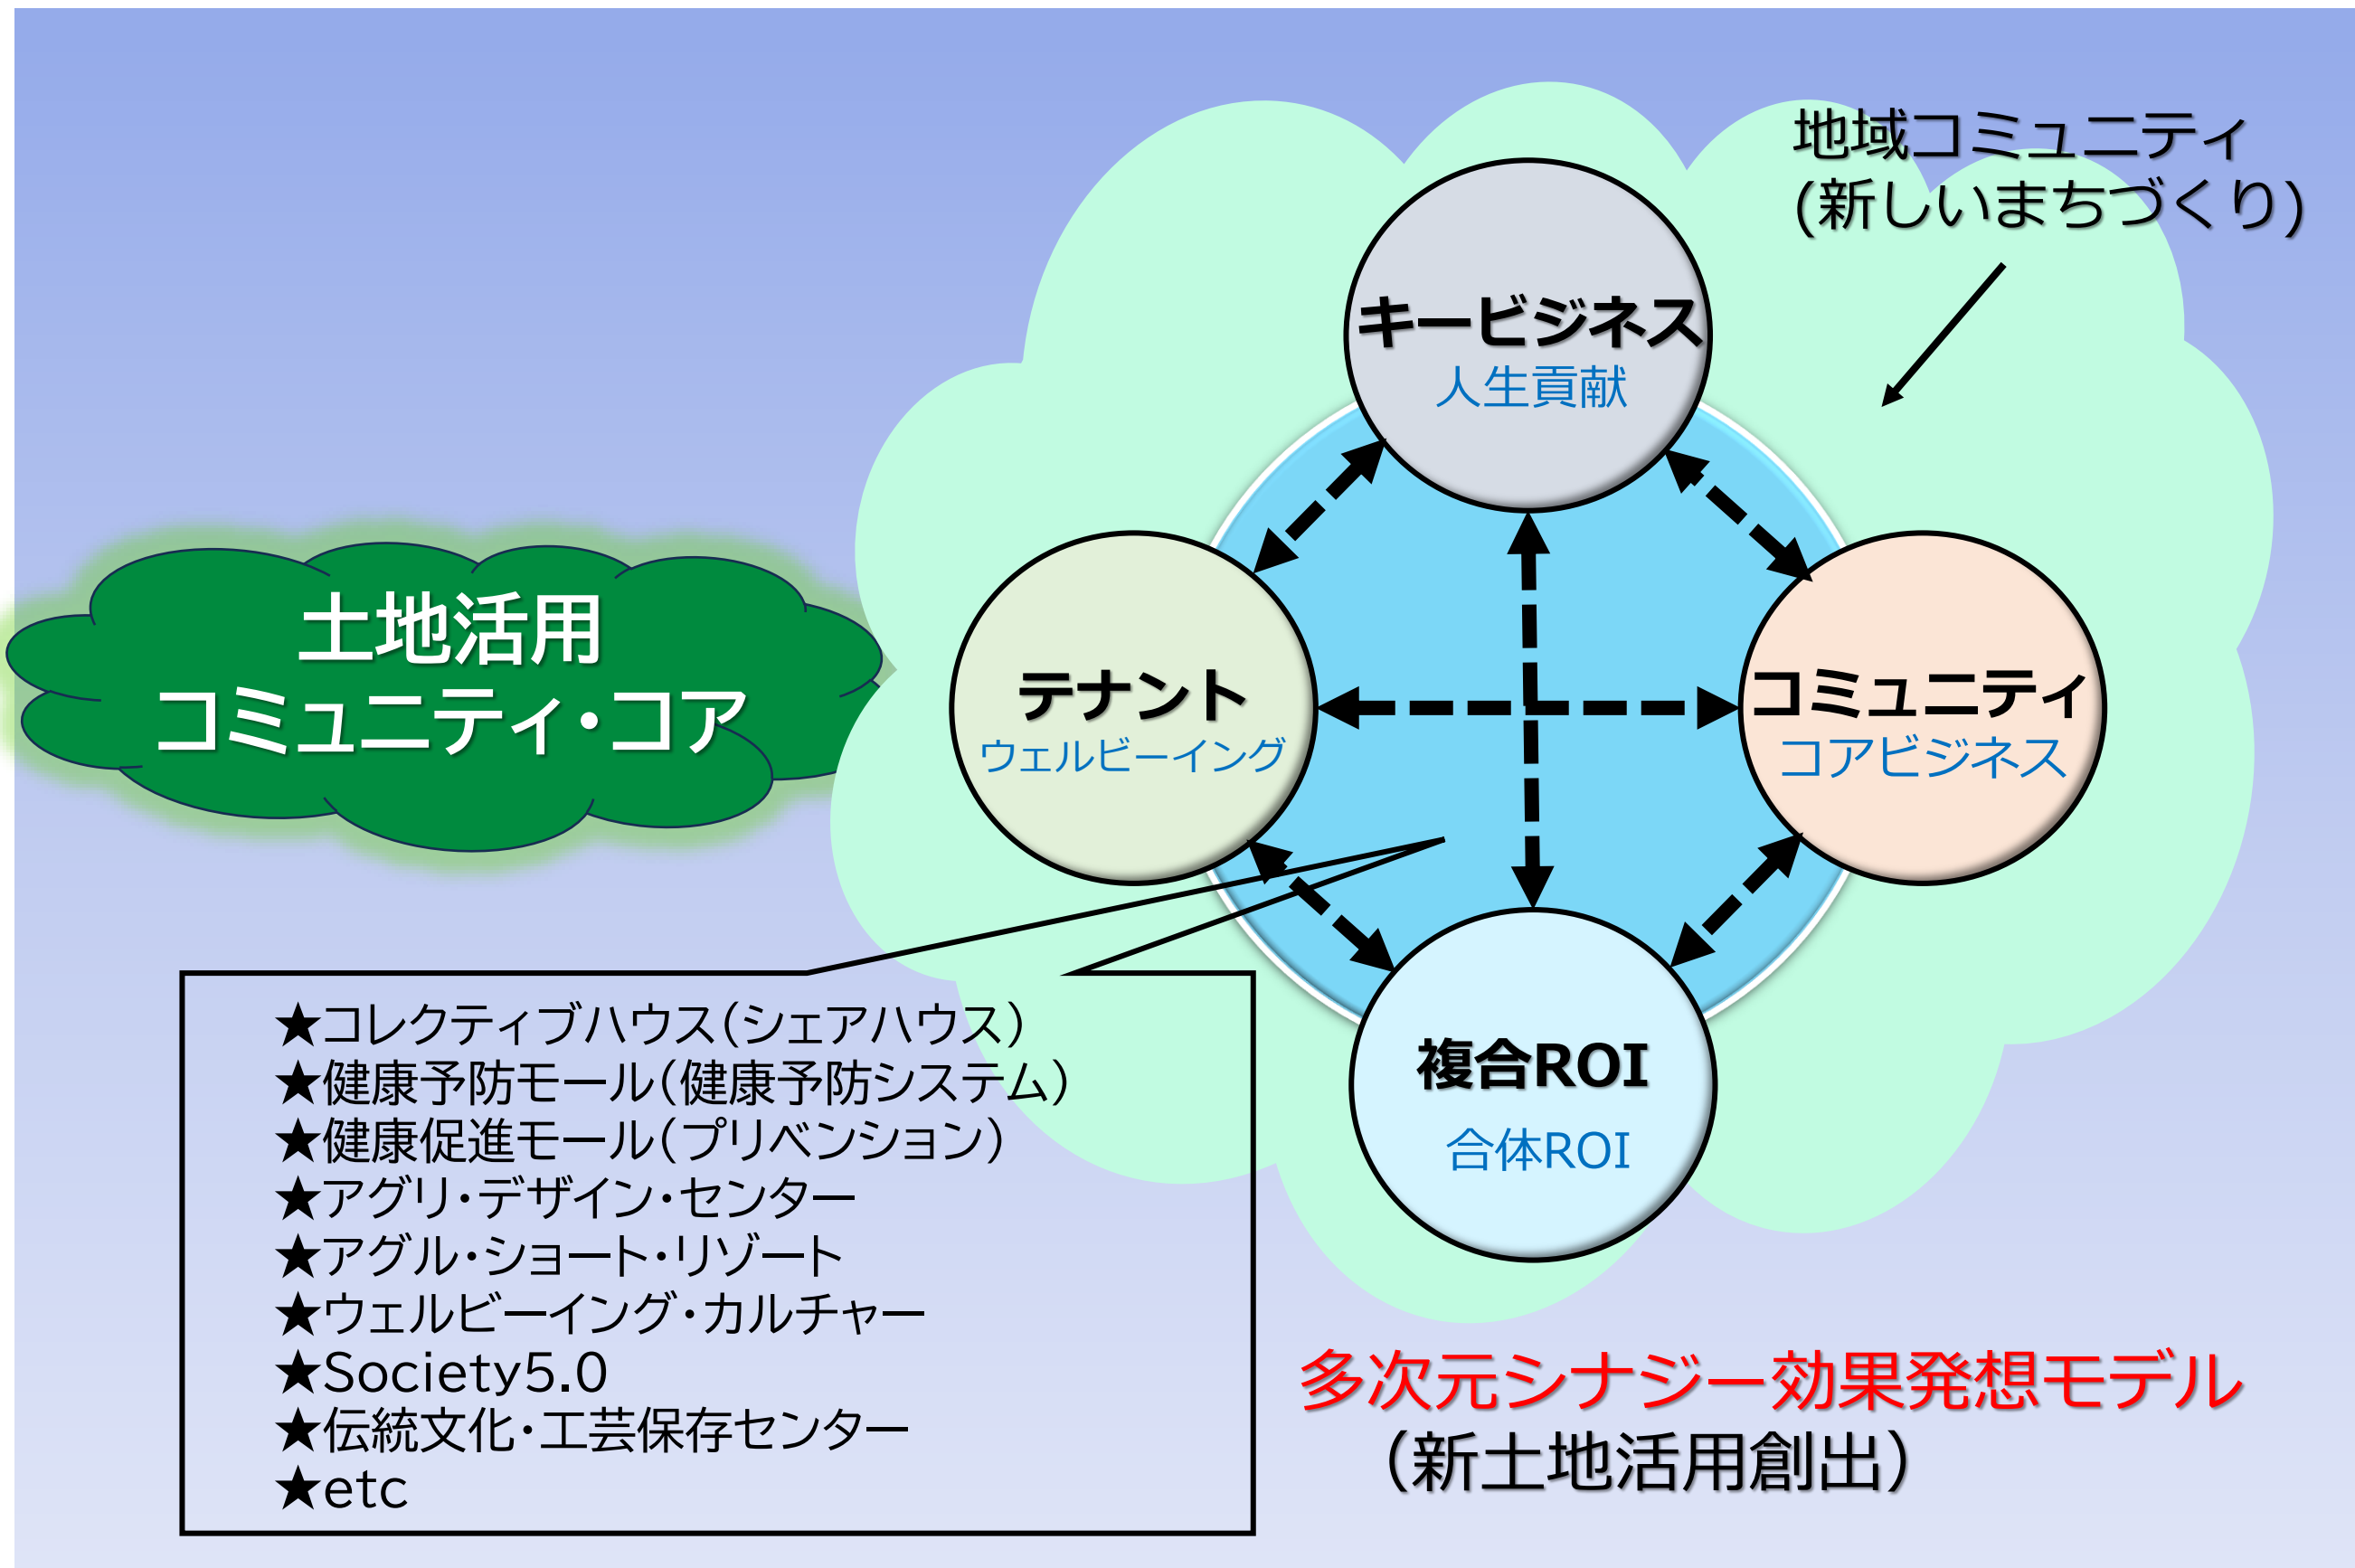 地域コミュニティ
(新しいまちづくり)
キービジネス
人生貢献
土地活用
コミュニティ・コア
テナント
ウェルビーイング
コミュニティ
コアビジネス
複合ROI
合体ROI
★コレクティブハウス(シェアハウス)
★健康予防モール(健康予防システム)
★健康促進モール(プリベンション)
★アグリ・デザイン・センター
★アグル・ショート・リゾート
★ウェルビーイング・カルチャー
★Society5.0
★伝統文化・工芸保存センター
★etc
多次元シナジー効果発想モデル
(新土地活用創出)